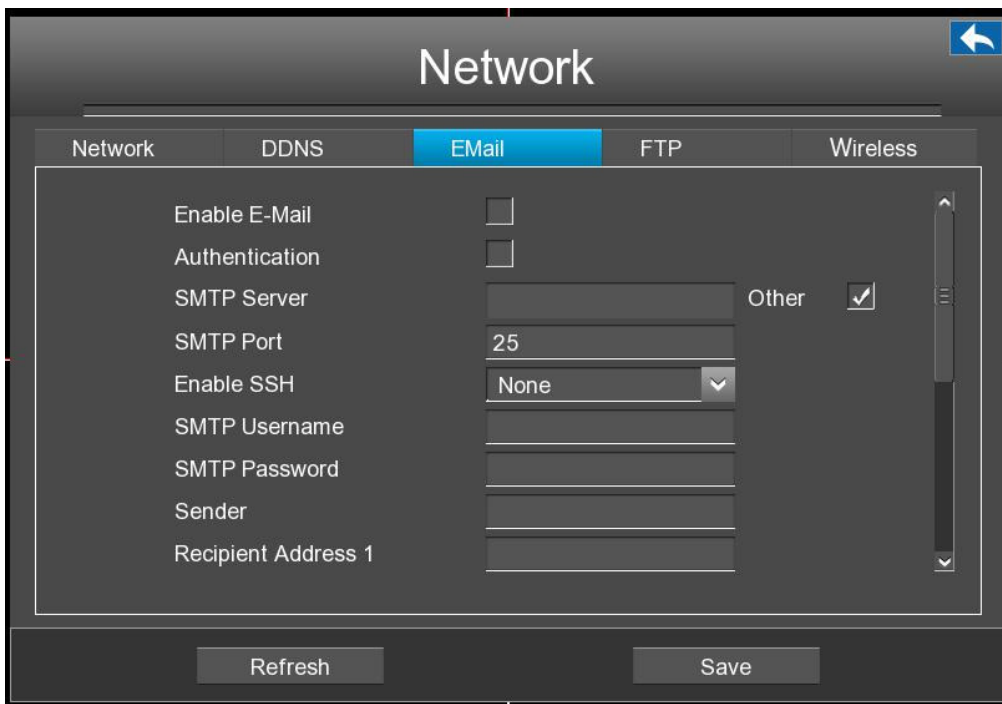 Network
Network DDNS EMail FTP Wireless
Enable E-Mail
Authentication
SMTP Server Other
SMTP Port 25
Enable SSH None
SMTP Username
SMTP Password
Sender
Recipient Address 1
Refresh Save